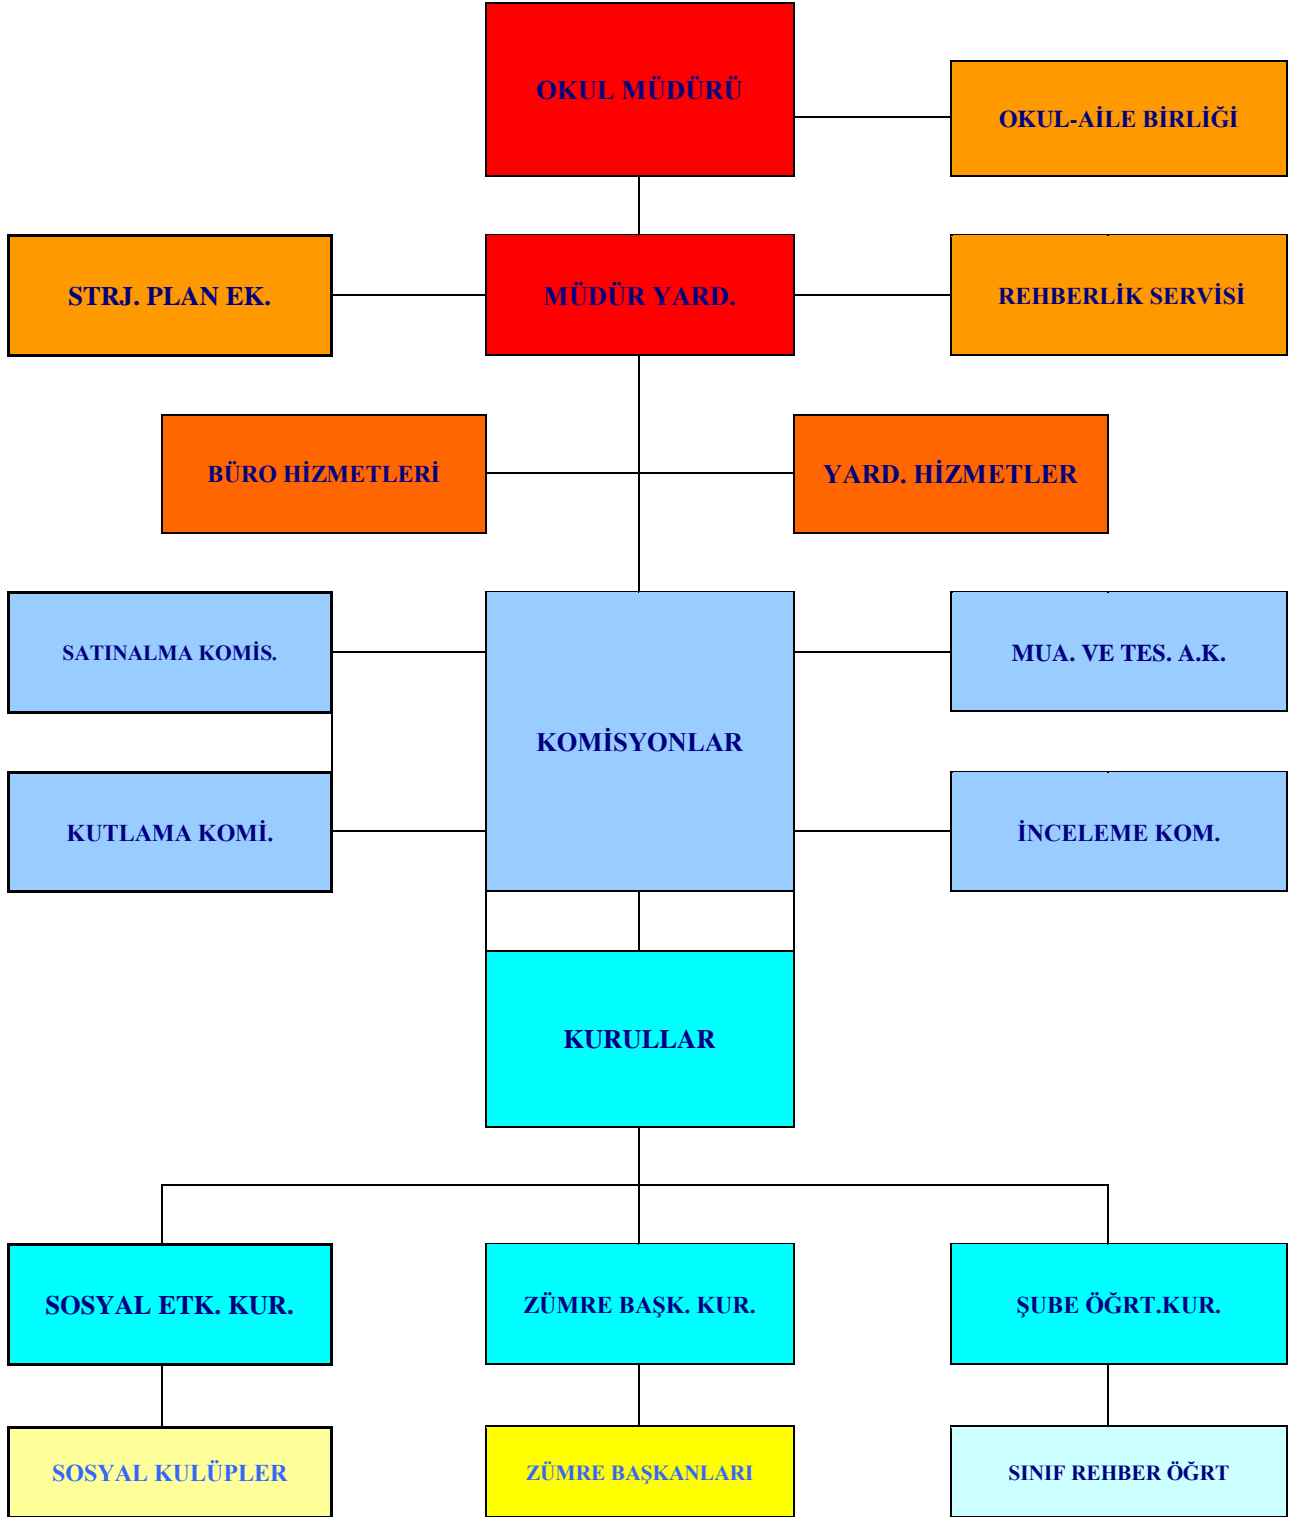 OKUL MÜDÜRÜ
OKUL-AİLE BİRLİĞİ
STRJ. PLAN EK.
MÜDÜR YARD.
REHBERLİK SERVİSİ
BÜRO HİZMETLERİ
YARD. HİZMETLER
SATINALMA KOMİS.
MUA. VE TES. A.K.
KOMİSYONLAR
KUTLAMA KOMİ.
İNCELEME KOM.
KURULLAR
SOSYAL ETK. KUR.
ZÜMRE BAŞK. KUR.
ŞUBE ÖĞRT.KUR.
SOSYAL KULÜPLER
ZÜMRE BAŞKANLARI
SINIF REHBER ÖĞRT